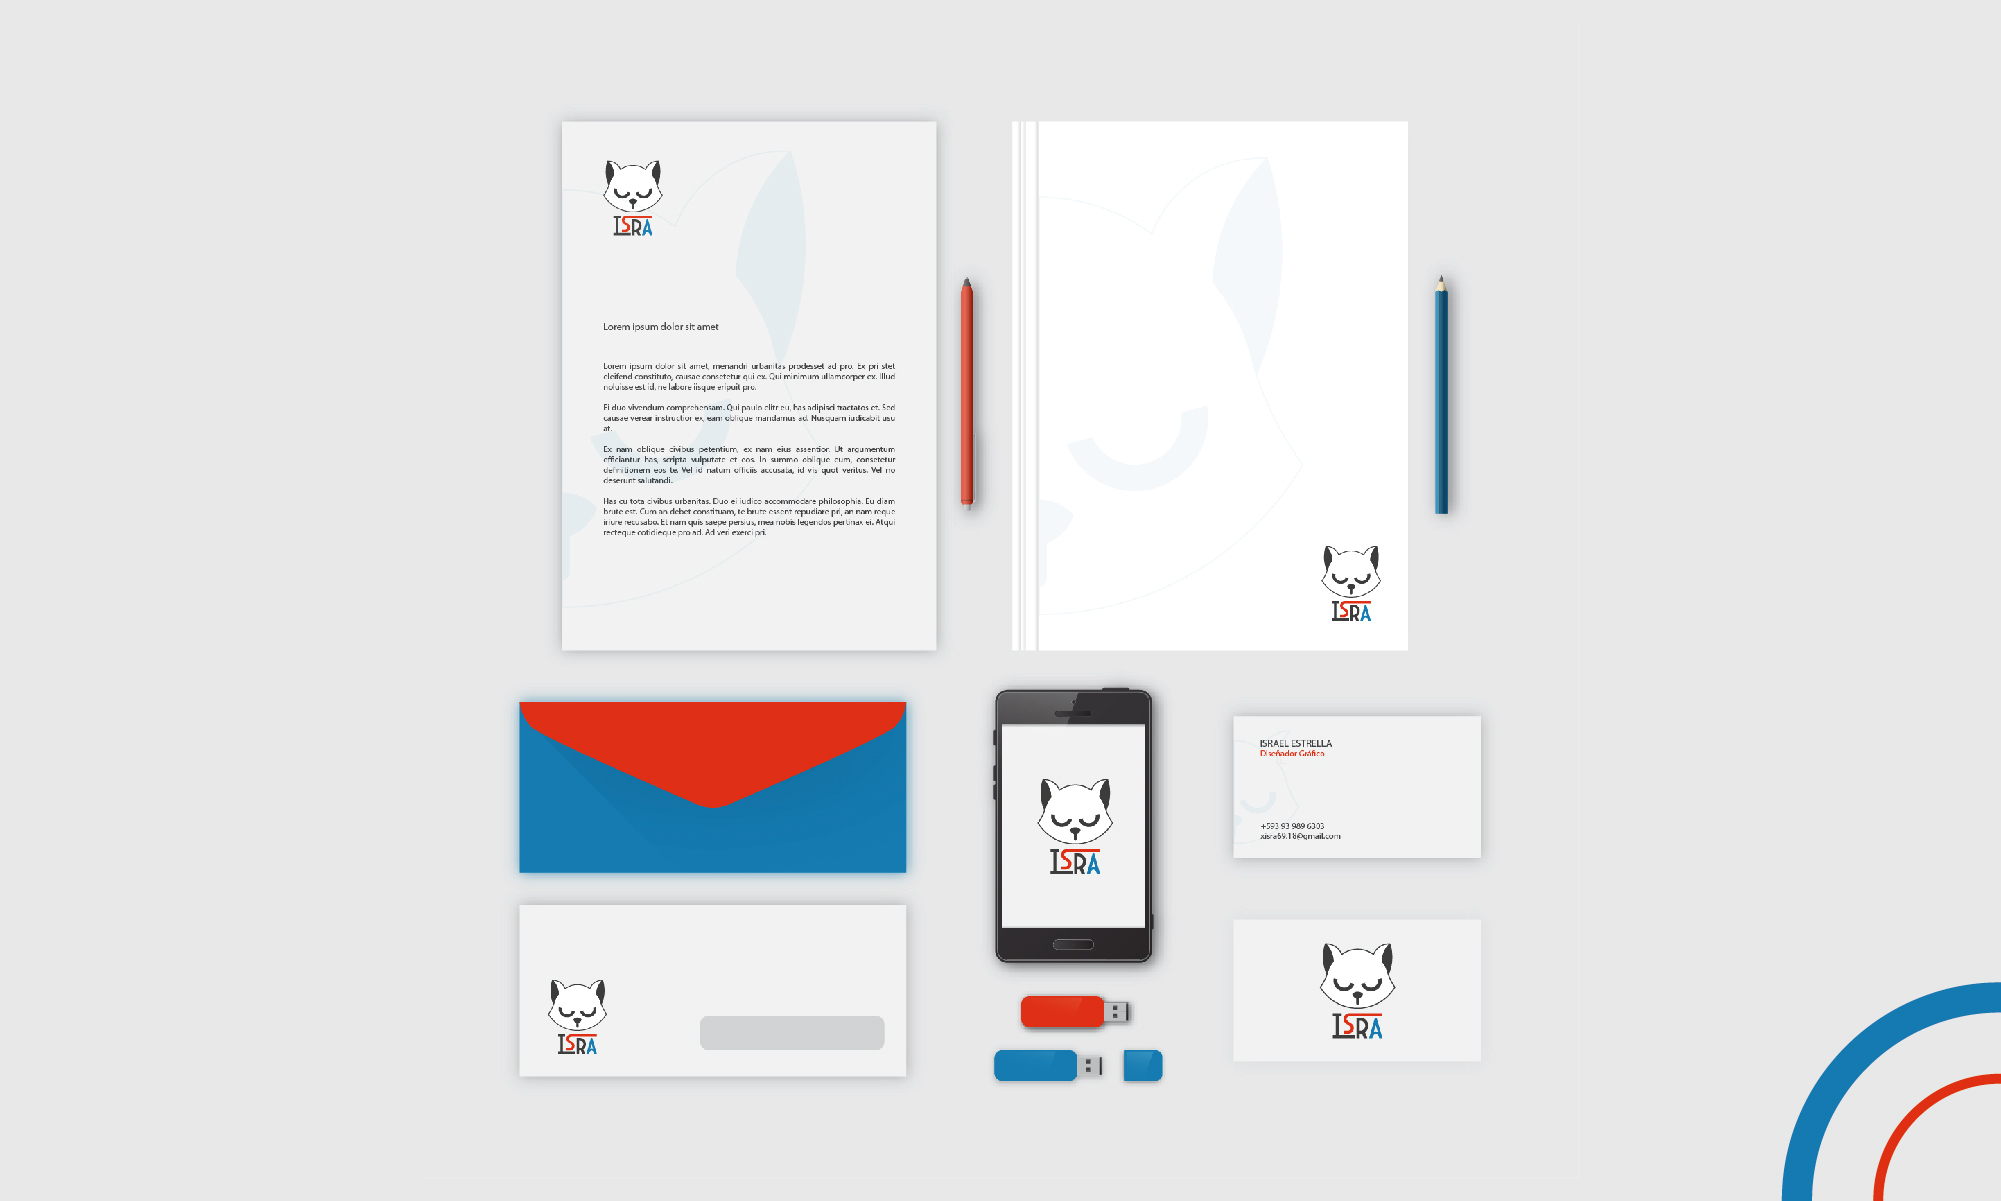 ISRA
Lorem ipsum dolor sit amet
Lorem ipsum dolor sit amet, menandri urbanitas prodesset ad pro. Ex pri stet
eleifend constituto, causae consetetur qui ex. Qui minimum ullamcorper ex. Illud
noluisse est id, ne labore iisque eripuit pro.
Ei duo vivendum comprehensam. Qui paulo elitr eu, has adipisci tractatos et. Sed
causae verear instructior ex, eam oblique mandamus ad. Nusquam iudicabit usu
at.
Ex nam oblique civibus petentium, ex nam eius assentior. Ut argumentum
efficiantur has, scripta vulputate et eos. In summo oblique cum, consetetur
definitionem eos te. Vel id natum officiis accusata, id vis quot veritus. Vel no
deserunt salutandi.
Has cu tota civibus urbanitas. Duo ei iudico accommodare philosophia. Eu diam
brute est. Cum an debet constituam, te brute essent repudiare pri, an nam reque
iriure recusabo. Et nam quis saepe persius, mea nobis legendos pertinax ei. Atqui
recteque cotidieque pro ad. Ad veri exerci pri.
ISRA
ISRA
ISRAEL ESTRELLA
Diseñador Gráfico
+593 93 989 6303
xisra69.18@gmail.com
ISRA
ISRA